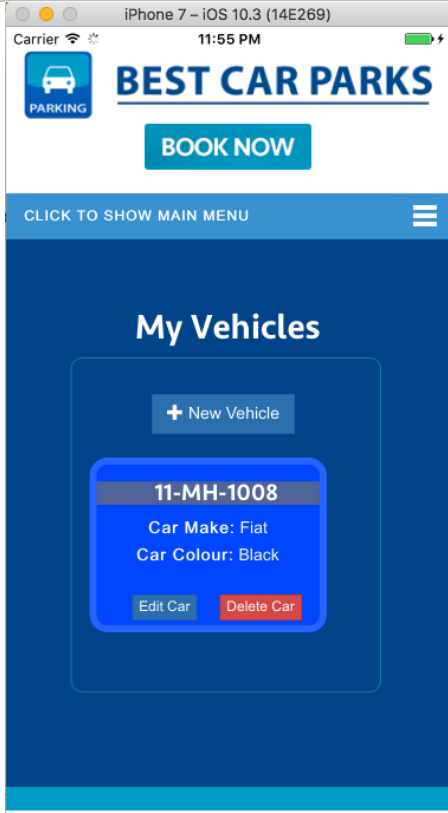 iPhone 7 – iOS 10.3 (14E269)
Carrier 11:55 PM
PARKING
BEST CAR PARKS
BOOK NOW
CLICK TO SHOW MAIN MENU
My Vehicles
+ New Vehicle
11-MH-1008
Car Make: Fiat
Car Colour: Black
Edit Car Delete Car